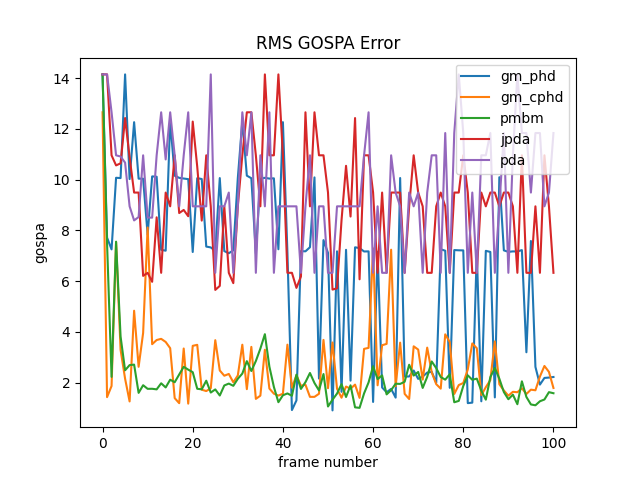 RMS GOSPA Error
gospa
14
12
10
8
6
4
2
gm_phd
gm_cphd
pmbm
jpda
pda
0 20 40 60 80 100
frame number